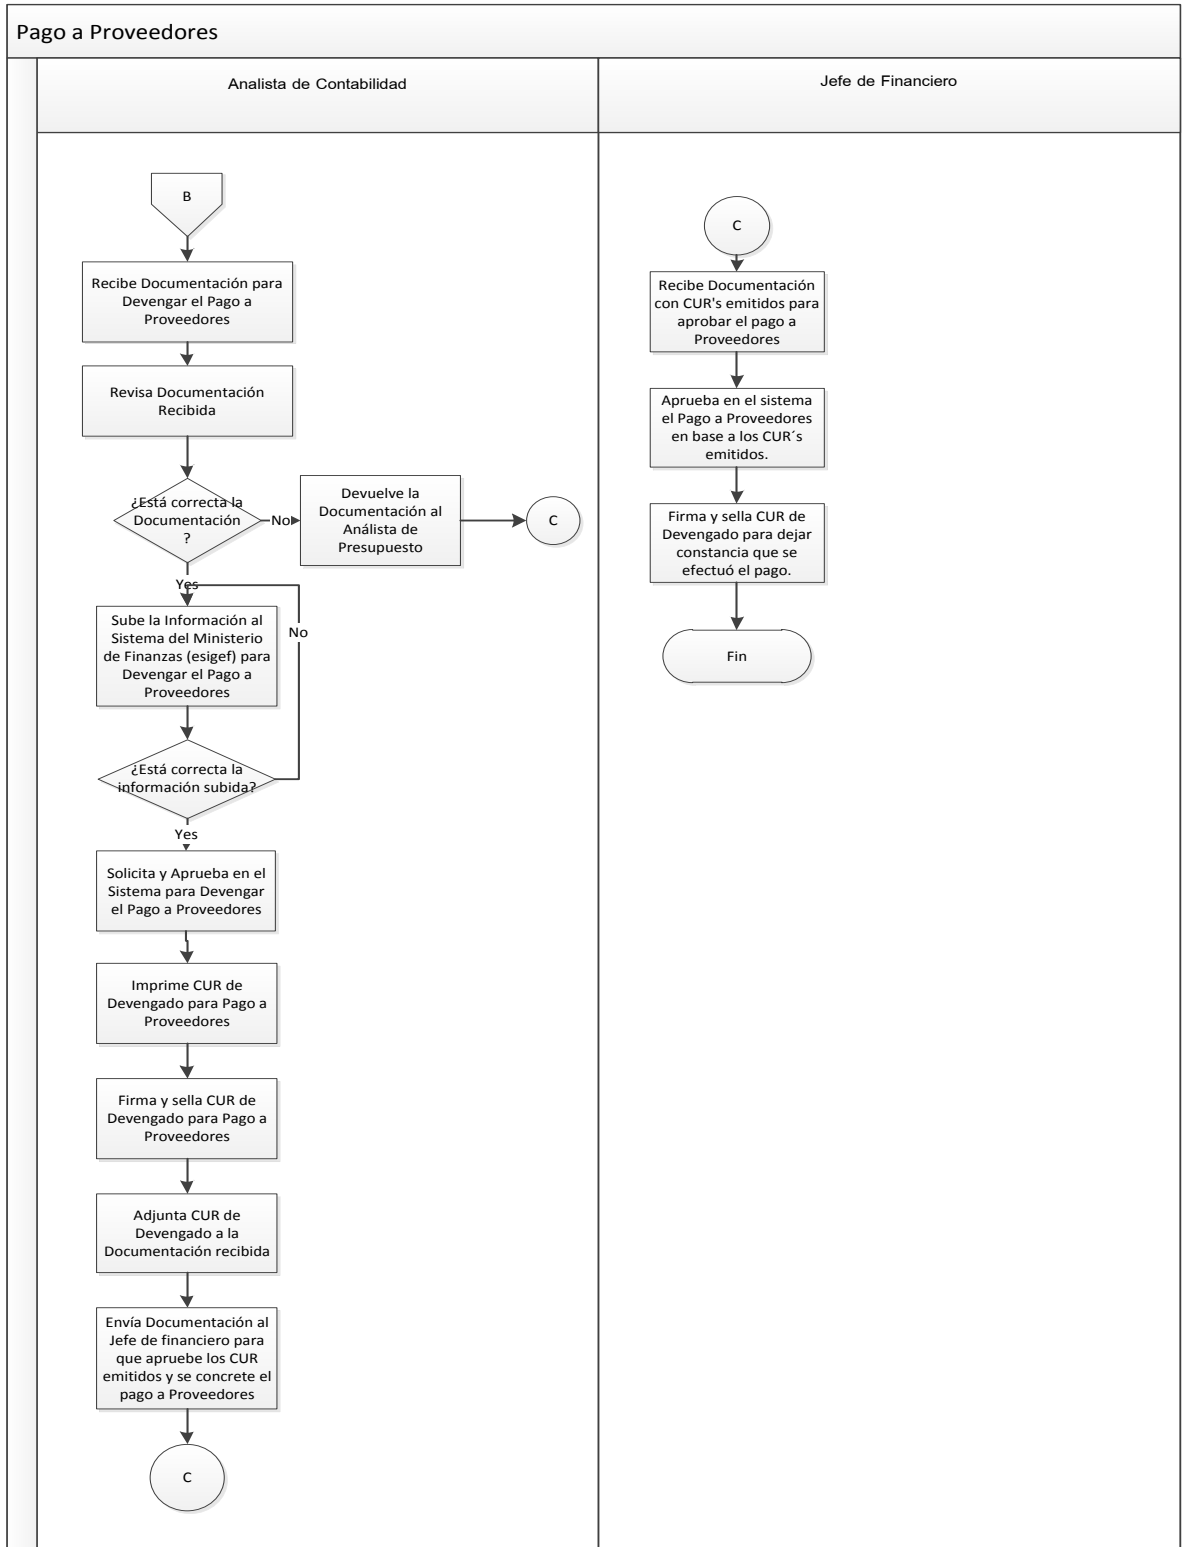 Pago a Proveedores
Analista de Contabilidad
Jefe de Financiero
B
Recibe Documentación para
Devengar el Pago a
Proveedores
Revisa Documentación
Recibida
¿Está correcta la
Documentación
?
No
Devuelve la
Documentación al
Análista de
Presupuesto
C
Yes
Sube la Información al
Sistema del Ministerio
de Finanzas (esigef) para
Devengar el Pago a
Proveedores
No
¿Está correcta la
información subida?
Yes
Solicita y Aprueba en el
Sistema para Devengar
el Pago a Proveedores
Imprime CUR de
Devengado para Pago a
Proveedores
Firma y sella CUR de
Devengado para Pago a
Proveedores
Adjunta CUR de
Devengado a la
Documentación recibida
Envía Documentación al
Jefe de financiero para
que apruebe los CUR
emitidos y se concrete el
pago a Proveedores
C
C
Recibe Documentación
con CUR's emitidos para
aprobar el pago a
Proveedores
Aprueba en el sistema
el Pago a Proveedores
en base a los CUR´s
emitidos.
Firma y sella CUR de
Devengado para dejar
constancia que se
efectuó el pago.
Fin